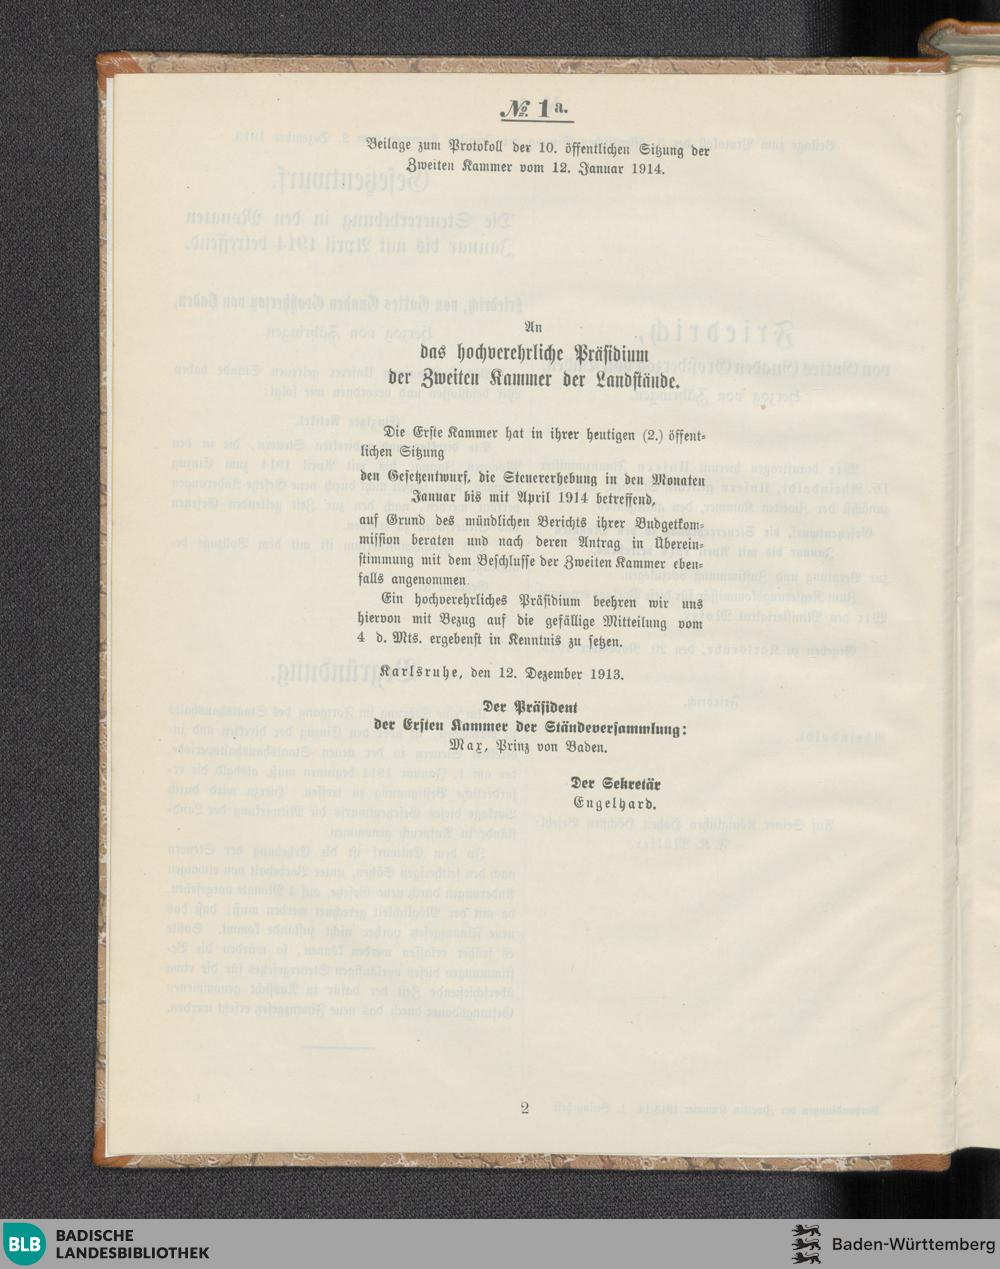 № 1 a.
Beilage zum Protokoll der 10. öffentlichen Sitzung der
Zweiten Kammer vom 12. Januar 1914.
An
das hochverehrliche Präsidium
der Zweiten Kammer der Landstände.
Die Erste Kammer hat in ihrer heutigen (2.) öffent-
lichen Sitzung
den Gesetzentwurf, die Steuererhebung in den Monaten
Januar bis mit April 1914 betreffend,
auf Grund des mündlichen Berichts ihrer Budgetkom-
mission beraten und nach deren Antrag in Überein-
stimmung mit dem Beschlusse der Zweiten Kammer eben-
falls angenommen.
Ein hochverehrliches Präsidium beehren wir uns
hiervon mit Bezug auf die gefällige Mitteilung vom
4 d. Mts. ergebenst in Kenntnis zu setzen.
Karlsruhe, den 12. Dezember 1913.
Der Präsident
der Ersten Kammer der Ständeversammlung:
Max, Prinz von Baden.
Der Sekretär
Engelhard.
2
BLB BADISCHE
LANDESBIBLIOTHEK
Baden-Württemberg